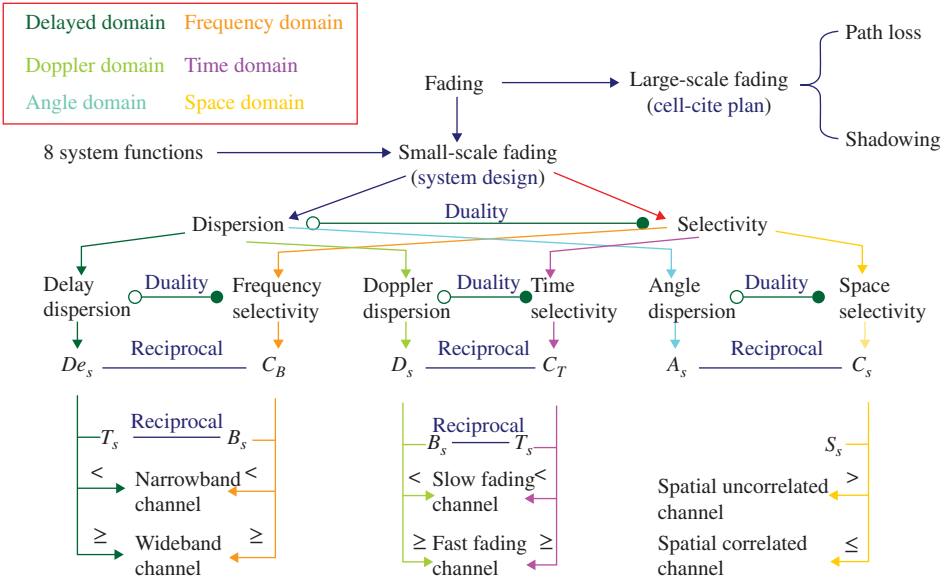 Delayed domain Frequency domain
Doppler domain Time domain
Angle domain Space domain
Path loss
Fading
Large-scale fading
(cell-cite plan)
Shadowing
8 system functions
Small-scale fading
(system design)
Dispersion
Duality
Selectivity
Delay
dispersion
Duality
Frequency
selectivity
Doppler
dispersion
Duality
Time
selectivity
Angle
dispersion
Duality
Space
selectivity
De_s
Reciprocal
C_B
D_s
Reciprocal
C_T
A_s
Reciprocal
C_s
T_s
Reciprocal
B_s
B_s
Reciprocal
T_s
S_s
< Narrowband <
channel
≥ Wideband ≥
channel
< Slow fading <
channel
≥ Fast fading ≥
channel
Spatial uncorrelated >
channel
Spatial correlated ≤
channel